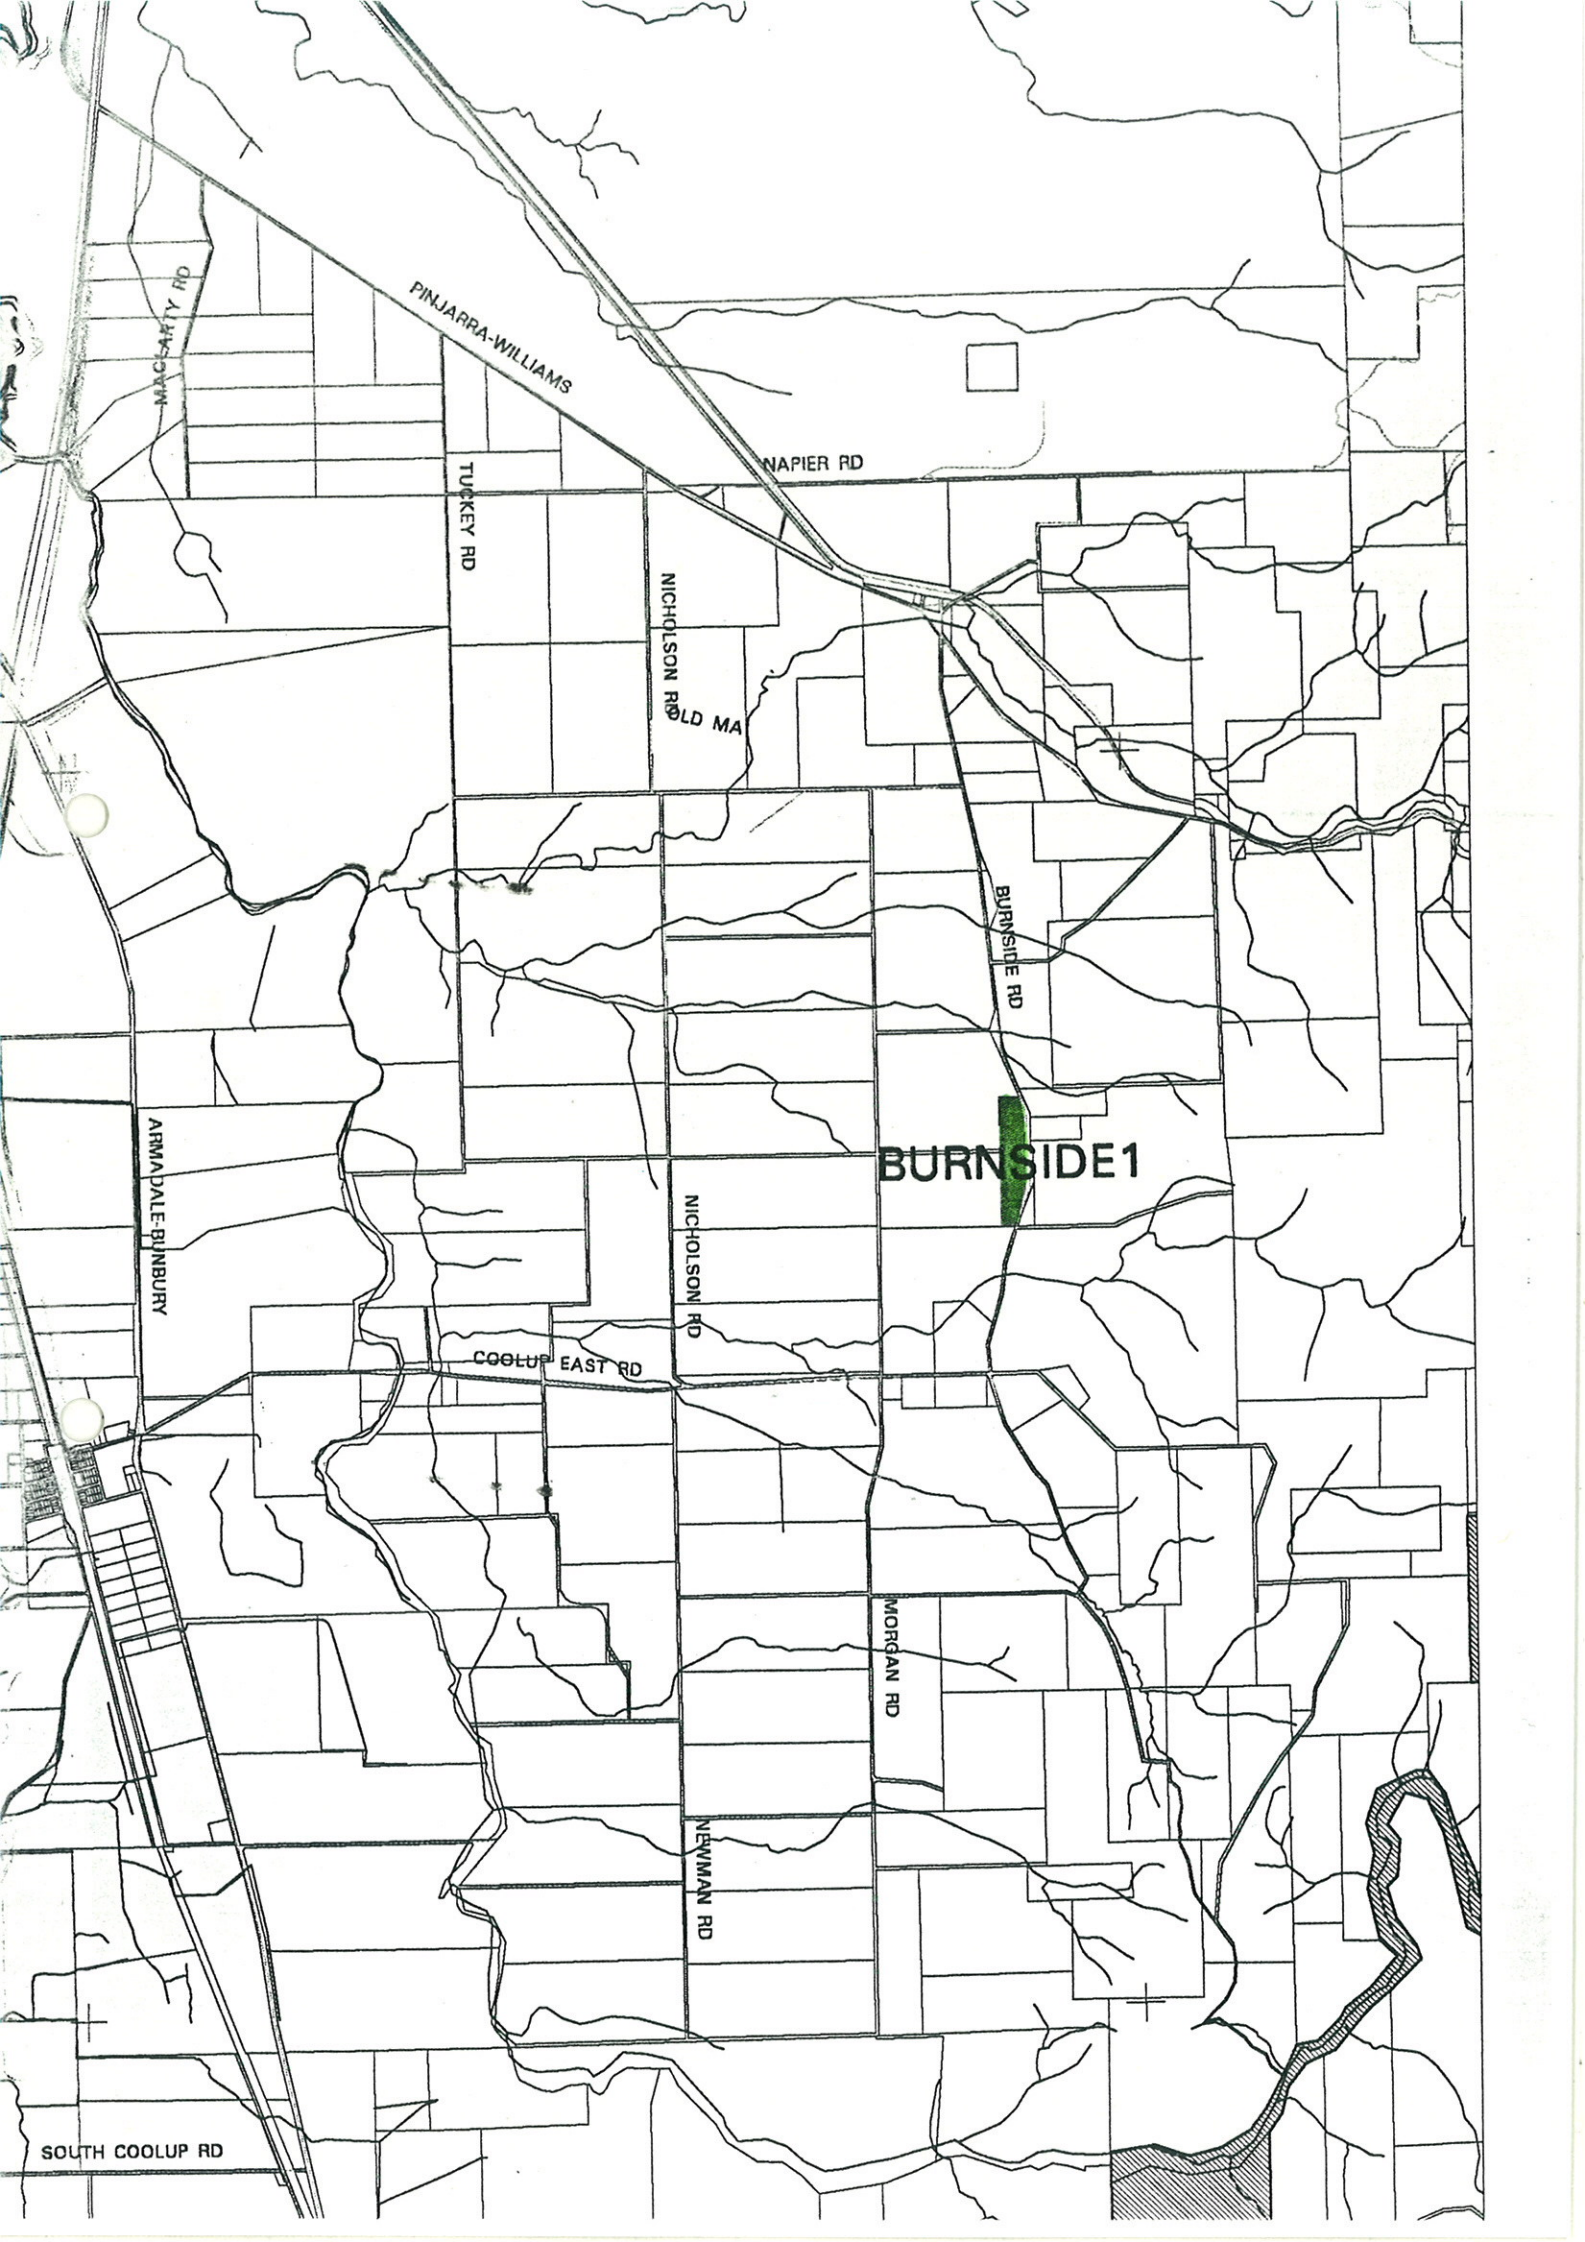 MACLARTY RD
PINJARRA-WILLIAMS
NAPIER RD
TUCKEY RD
NICHOLSON RD
OLD MA
BURNSIDE RD
ARMADALE-BUNBURY
BURNSIDE1
NICHOLSON RD
COOLUP EAST RD
MORGAN RD
NEWMAN RD
SOUTH COOLUP RD